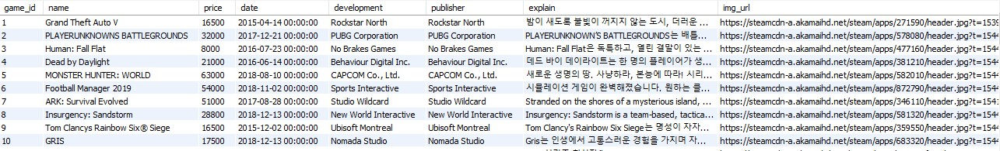 game_id name price date development publisher explain img_url
1 Grand Theft Auto V 16500 2015-04-14 00:00:00 Rockstar North Rockstar North 밤이 새도록 불빛이 꺼지지 않는 도시, 더러운 ... https://steamcdn-a.akamaihd.net/steam/apps/271590/header.jpg?t=1539
2 PLAYERUNKNOWNS BATTLEGROUNDS 32000 2017-12-21 00:00:00 PUBG Corporation PUBG Corporation PLAYERUNKNOWN'S BATTLEGROUNDS는 배틀... https://steamcdn-a.akamaihd.net/steam/apps/578080/header.jpg?t=154
3 Human: Fall Flat 8000 2016-07-23 00:00:00 No Brakes Games No Brakes Games Human: Fall Flat은 독특하고, 열린 결말이 있는 ... https://steamcdn-a.akamaihd.net/steam/apps/477160/header.jpg?t=154
4 Dead by Daylight 21000 2016-06-14 00:00:00 Behaviour Digital Inc. Behaviour Digital Inc. 데드 바이 데이라이트는 한 명의 플레이어가 생... https://steamcdn-a.akamaihd.net/steam/apps/381210/header.jpg?t=154
5 MONSTER HUNTER: WORLD 63000 2018-08-10 00:00:00 CAPCOM Co., Ltd. CAPCOM Co., Ltd. 새로운 생명의 땅. 사냥하라, 본능에 따라! 시리... https://steamcdn-a.akamaihd.net/steam/apps/582010/header.jpg?t=154
6 Football Manager 2019 54000 2018-11-02 00:00:00 Sports Interactive Sports Interactive 시뮬레이션 게임이 완벽해졌습니다. 원하는 클... https://steamcdn-a.akamaihd.net/steam/apps/872790/header.jpg?t=154
7 ARK: Survival Evolved 51000 2017-08-28 00:00:00 Studio Wildcard Studio Wildcard Stranded on the shores of a mysterious island, ... https://steamcdn-a.akamaihd.net/steam/apps/346110/header.jpg?t=1541
8 Insurgency: Sandstorm 28800 2018-12-13 00:00:00 New World Interactive New World Interactive Insurgency: Sandstorm is a team-based, tactica... https://steamcdn-a.akamaihd.net/steam/apps/581320/header.jpg?t=154
9 Tom Clancys Rainbow Six® Siege 16500 2015-12-02 00:00:00 Ubisoft Montreal Ubisoft Montreal Tom Clancy's Rainbow Six Siege는 명성이 자자... https://steamcdn-a.akamaihd.net/steam/apps/359550/header.jpg?t=154
10 GRIS 17500 2018-12-13 00:00:00 Nomada Studio Nomada Studio Gris는 인생에서 고통스러운 경험을 가지며 자... https://steamcdn-a.akamaihd.net/steam/apps/683320/header.jpg?t=154